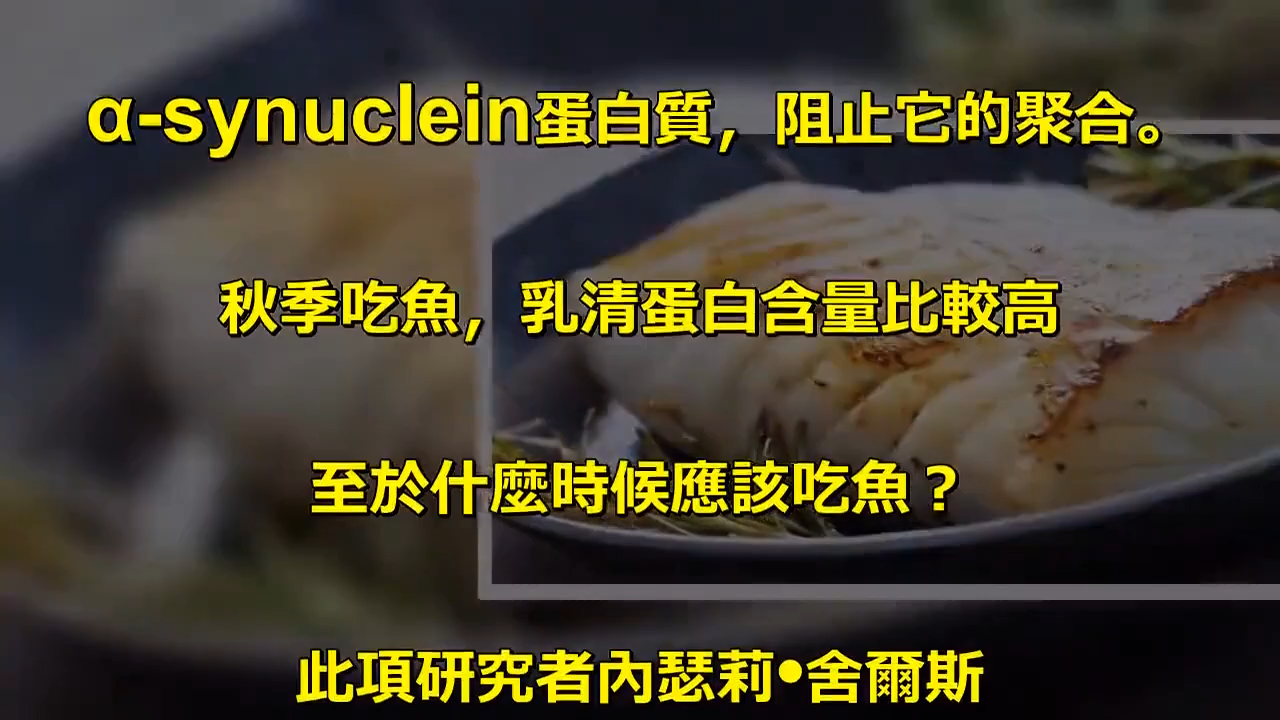 α-synuclein蛋白質，阻止它的聚合。
秋季吃魚，乳清蛋白含量比較高
至於什麼時候應該吃魚？
此項研究者內瑟莉•舍爾斯